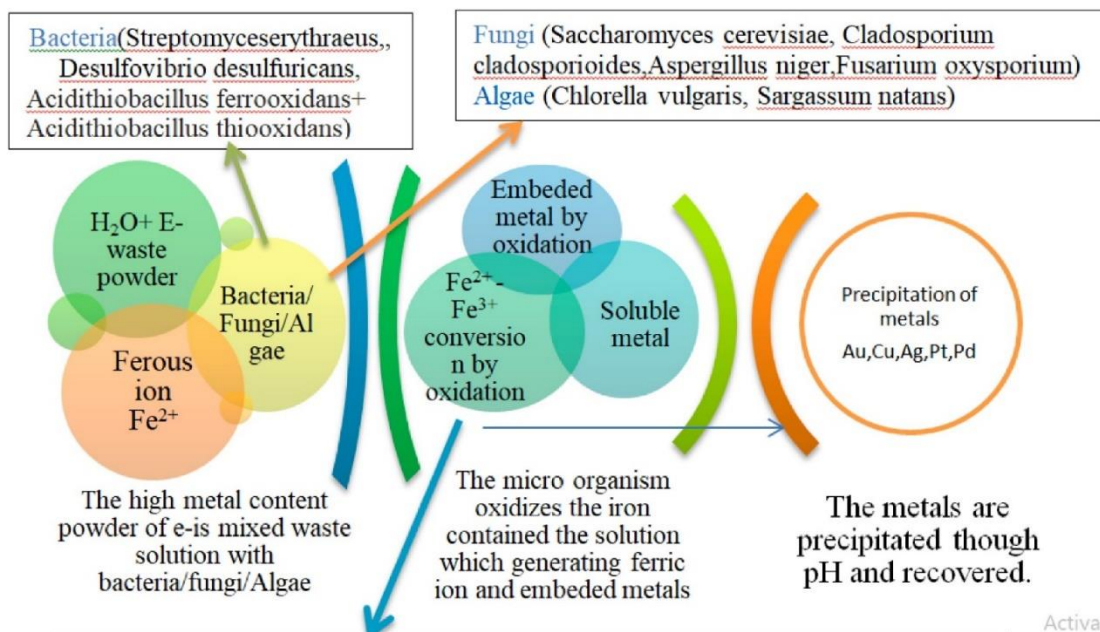 Bacteria(Streptomyceserythraeus,,
Desulfovibrio desulfuricans,
Acidithiobacillus ferrooxidans+
Acidithiobacillus thiooxidans)
Fungi (Saccharomyces cerevisiae, Cladosporium
cladosporioides,Aspergillus niger,Fusarium oxysporium)
Algae (Chlorella vulgaris, Sargassum natans)
H₂O+ E-
waste
powder
Bacteria/
Fungi/Al
gae
Ferous
ion
Fe²⁺
Embeded
metal by
oxidation
Fe²⁺-
Fe³⁺
conversio
n by
oxidation
Soluble
metal
Precipitation of
metals
Au,Cu,Ag,Pt,Pd
The high metal content
powder of e-is mixed waste
solution with
bacteria/fungi/Algae
The micro organism
oxidizes the iron
contained the solution
which generating ferric
ion and embeded metals
The metals are
precipitated though
pH and recovered.
Activa